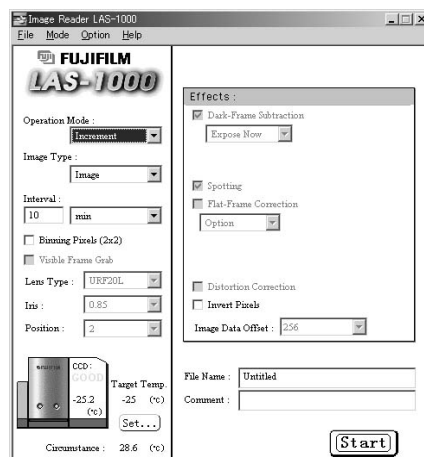 Image Reader LAS-1000
File Mode Option Help
FUJIFILM
LAS-1000
Operation Mode :
Increment
Image Type :
Image
Interval :
10 min
Binning Pixels (2x2)
Visible Frame Grab
Lens Type : URF20L
Iris : 0.85
Position : 2
FUJIFILM
CCD:
GOOD
-25.2
(℃)
Target Temp.
-25 (℃)
Set...
Circumstance : 28.6 (℃)
Effects :
Dark-Frame Subtraction
Expose Now
Spotting
Flat-Frame Correction
Option
Distortion Correction
Invert Pixels
Image Data Offset : 256
File Name : Untitled
Comment :
Start